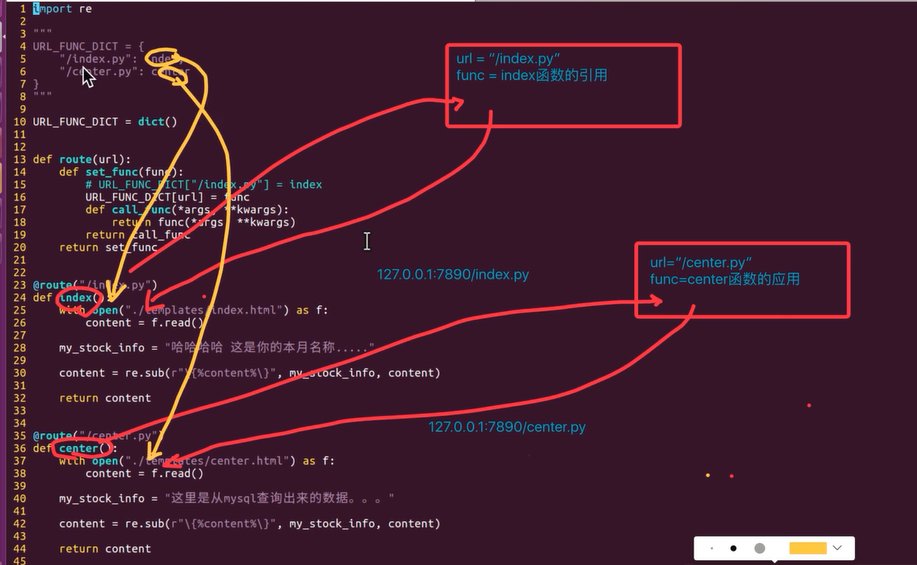 1 import re
2
3 """
4 URL_FUNC_DICT = {
5 "/index.py": index
6 "/center.py": center
7 }
8 """
9
10 URL_FUNC_DICT = dict()
11
12
13 def route(url):
14 def set_func(func):
15 # URL_FUNC_DICT["/index.py"] = index
16 URL_FUNC_DICT[url] = func
17 def call_func(*args, **kwargs):
18 return func(*args, **kwargs)
19 return call_func
20 return set_func
21
22
23 @route("/index.py")
24 def index():
25 with open("./templates/index.html") as f:
26 content = f.read()
27
28 my_stock_info = "哈哈哈哈 这是你的本月名称....."
29
30 content = re.sub(r"\{%content%\}", my_stock_info, content)
31
32 return content
33
34
35 @route("/center.py")
36 def center():
37 with open("./templates/center.html") as f:
38 content = f.read()
39
40 my_stock_info = "这里是从mysql查询出来的数据。。。"
41
42 content = re.sub(r"\{%content%\}", my_stock_info, content)
43
44 return content
45
url = “/index.py”
func = index函数的引用
127.0.0.1:7890/index.py
url=“/center.py”
func=center函数的应用
127.0.0.1:7890/center.py